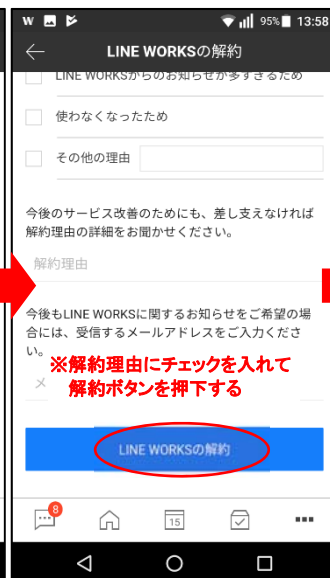 W 95% 13:58
← LINE WORKSの解約
LINE WORKSからのお知らせが多すぎるため
使わなくなったため
その他の理由
今後のサービス改善のためにも、差し支えなければ
解約理由の詳細をお聞かせください。
解約理由
今後もLINE WORKSに関するお知らせをご希望の場
合には、受信するメールアドレスをご入力くださ
い。
※解約理由にチェックを入れて
解約ボタンを押下する
メ
LINE WORKSの解約
8
15